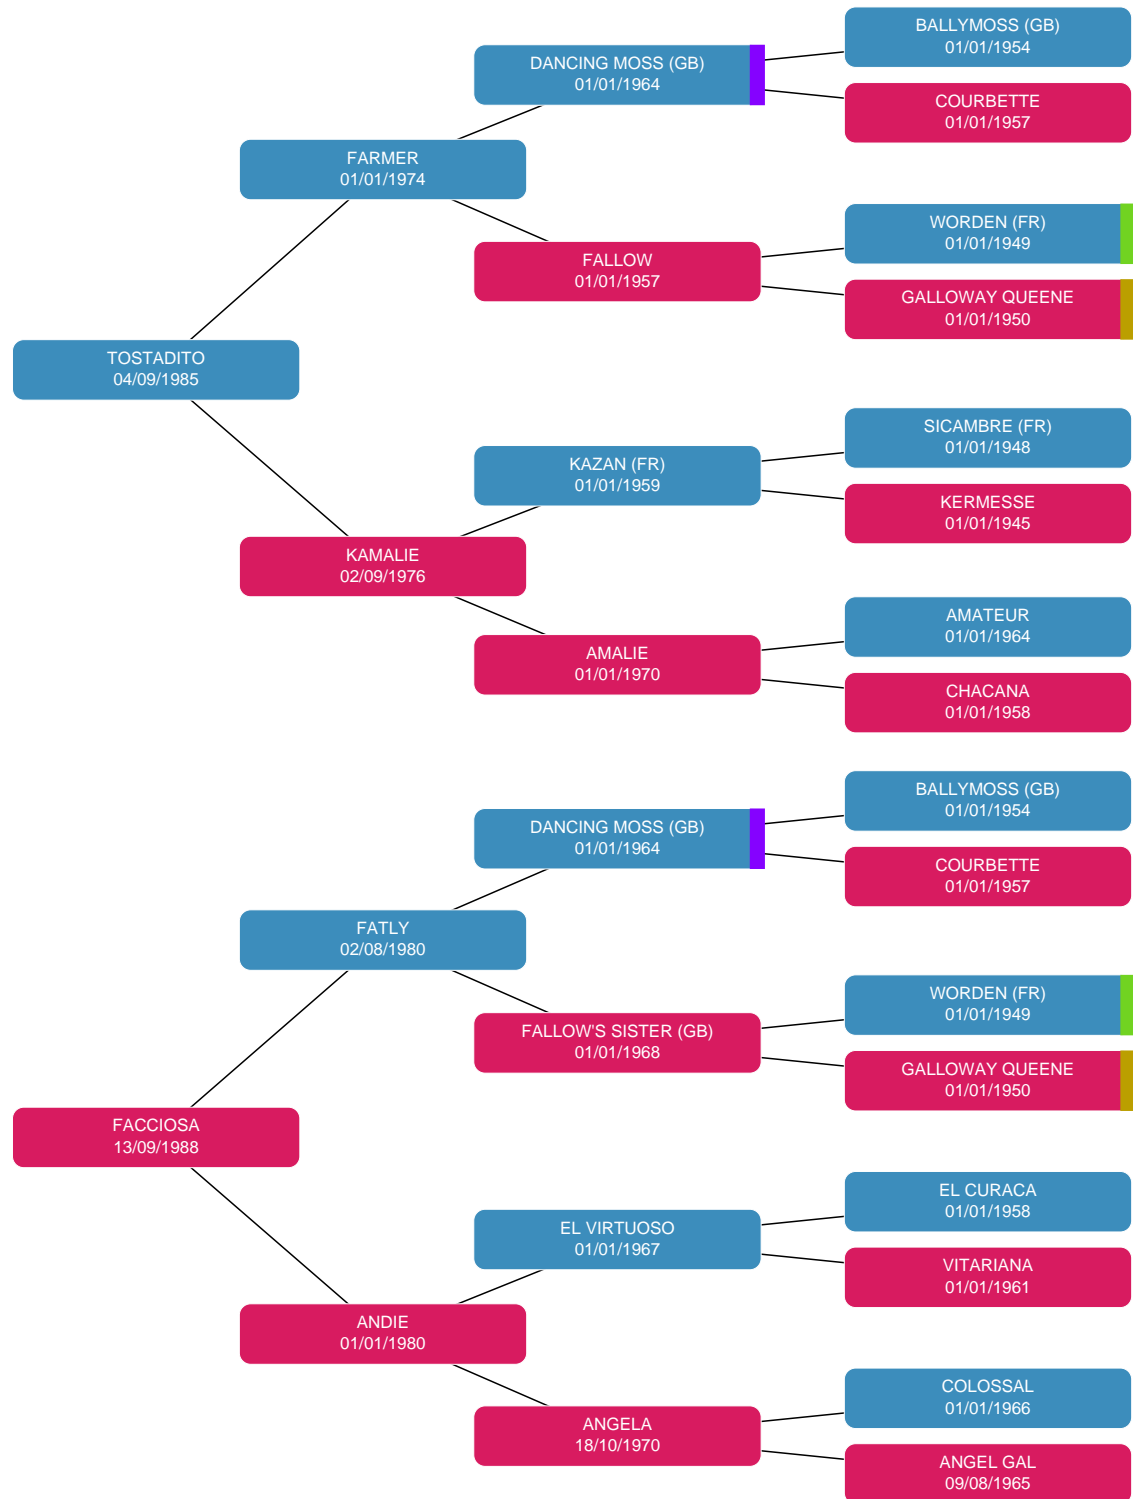 BALLYMOSS (GB)
01/01/1954
DANCING MOSS (GB)
01/01/1964
COURBETTE
01/01/1957
FARMER
01/01/1974
WORDEN (FR)
01/01/1949
FALLOW
01/01/1957
GALLOWAY QUEENE
01/01/1950
TOSTADITO
04/09/1985
SICAMBRE (FR)
01/01/1948
KAZAN (FR)
01/01/1959
KERMESSE
01/01/1945
KAMALIE
02/09/1976
AMATEUR
01/01/1964
AMALIE
01/01/1970
CHACANA
01/01/1958
BALLYMOSS (GB)
01/01/1954
DANCING MOSS (GB)
01/01/1964
COURBETTE
01/01/1957
FATLY
02/08/1980
WORDEN (FR)
01/01/1949
FALLOW'S SISTER (GB)
01/01/1968
GALLOWAY QUEENE
01/01/1950
FACCIOSA
13/09/1988
EL CURACA
01/01/1958
EL VIRTUOSO
01/01/1967
VITARIANA
01/01/1961
ANDIE
01/01/1980
COLOSSAL
01/01/1966
ANGELA
18/10/1970
ANGEL GAL
09/08/1965